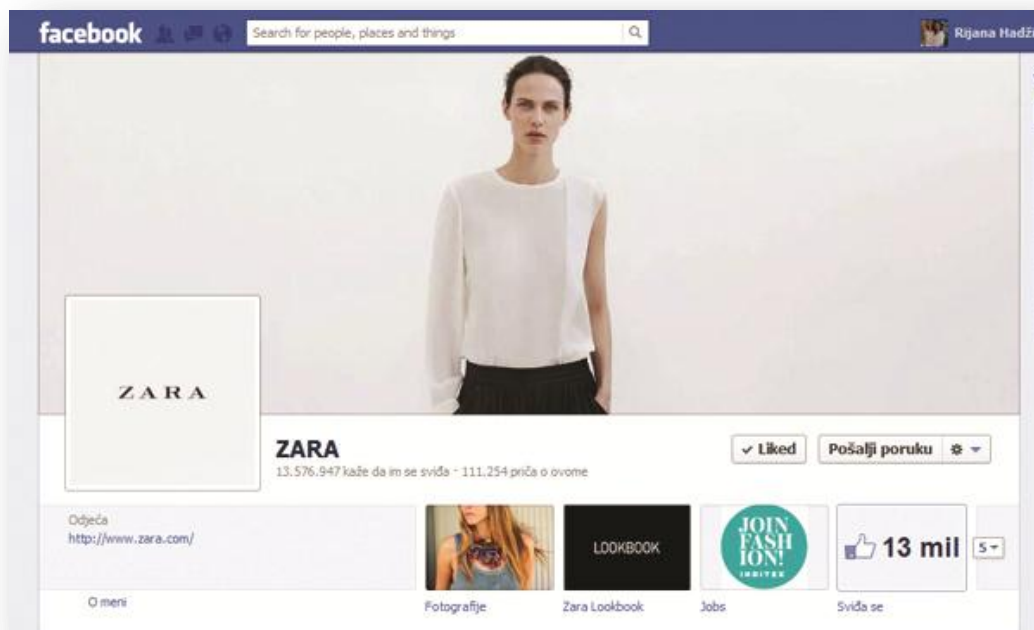 facebook
Search for people, places and things
Rijana Hadži
ZARA
ZARA
13.576.947 kaže da im se sviđa · 111.254 priča o ovome
Liked
Pošalji poruku
Odjeća
http://www.zara.com/
O meni
LOOKBOOK
JOIN
FASH
ION!
INDITEX
13 mil
5
Fotografije
Zara Lookbook
Jobs
Sviđa se